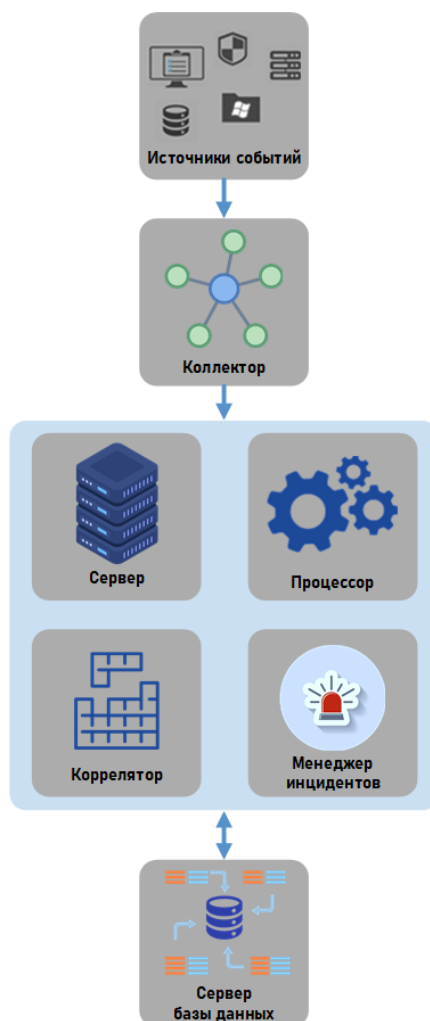 Источники событий
Коллектор
Сервер
Процессор
Коррелятор
Менеджер
инцидентов
Сервер
базы данных